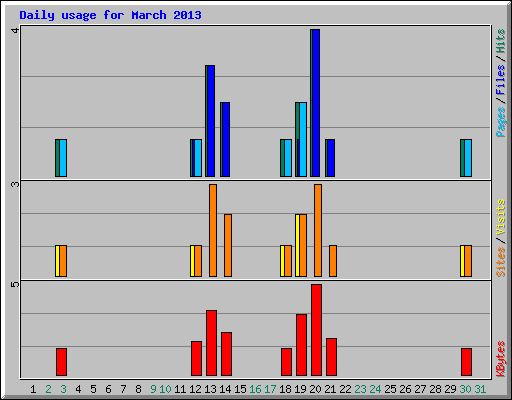 Daily usage for March 2013
4
3
5
Pages / Files / Hits
Sites / Visits
KBytes
1 2 3 4 5 6 7 8 9 10 11 12 13 14 15 16 17 18 19 20 21 22 23 24 25 26 27 28 29 30 31